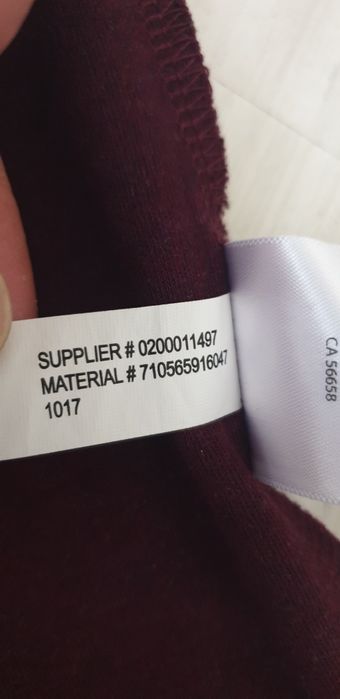 SUPPLIER # 0200011497
MATERIAL # 710565916047
1017
CA 56658